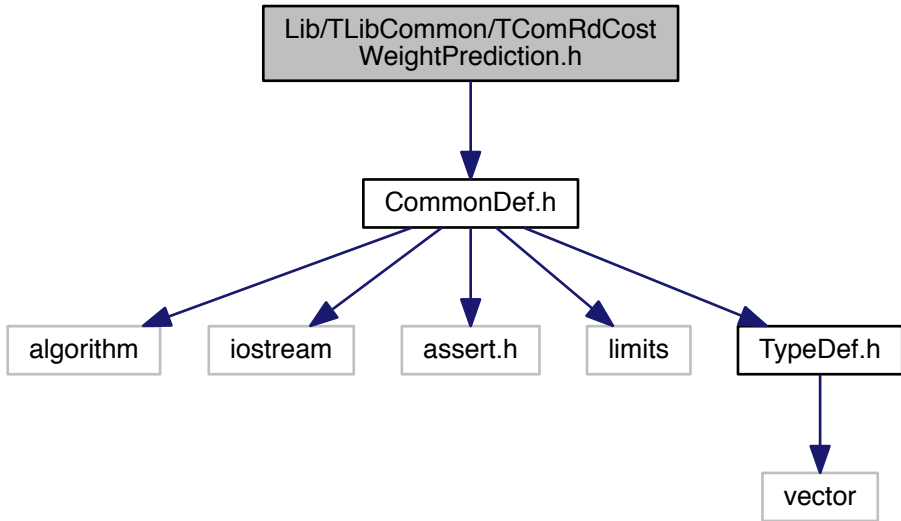 Lib/TLibCommon/TComRdCost
WeightPrediction.h
CommonDef.h
algorithm
iostream
assert.h
limits
TypeDef.h
vector